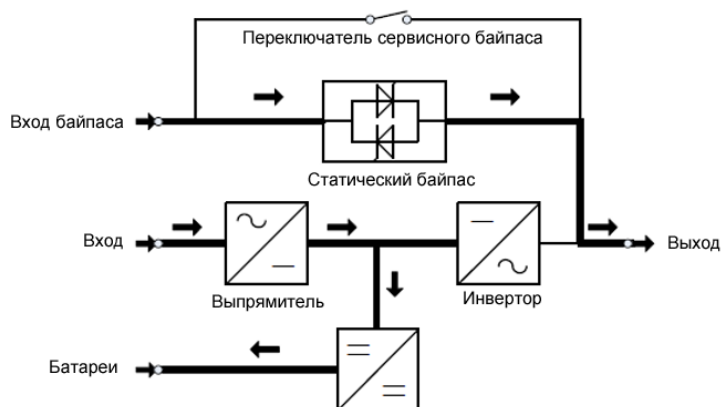 Переключатель сервисного байпаса
Вход байпаса
Статический байпас
Вход
Выход
Выпрямитель
Инвертор
Батареи